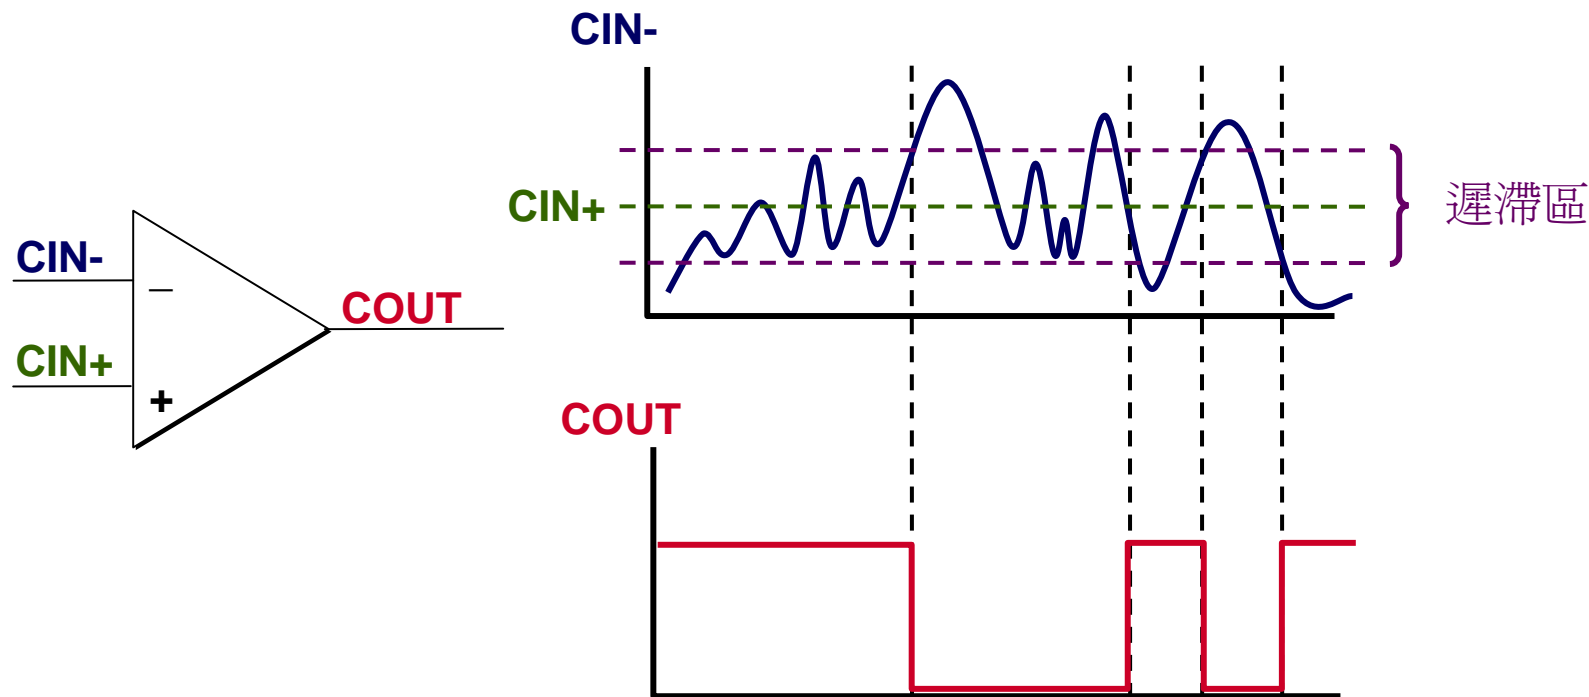 CIN-
CIN+
遲滯區
CIN-
−
COUT
CIN+
+
COUT